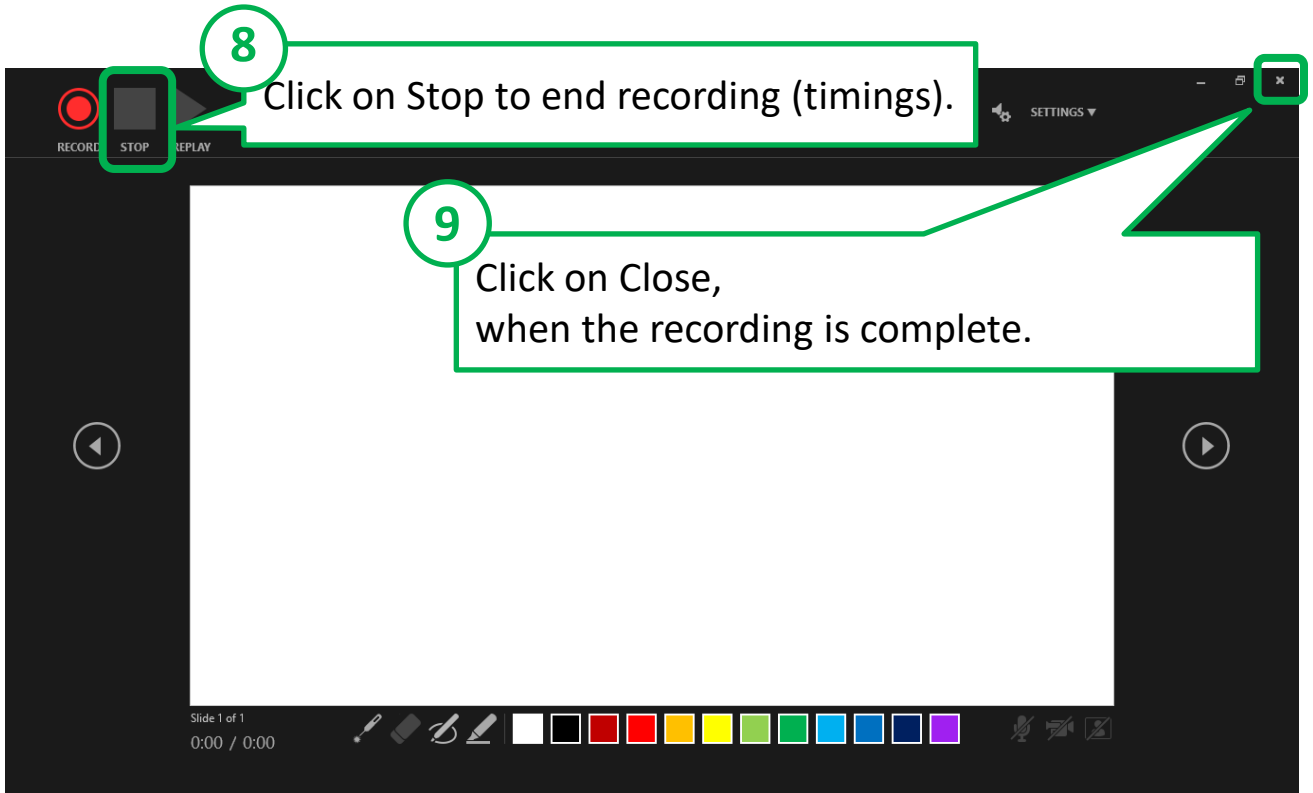 8
Click on Stop to end recording (timings).
SETTINGS
RECORD STOP REPLAY
9
Click on Close,
when the recording is complete.
Slide 1 of 1
0:00 / 0:00